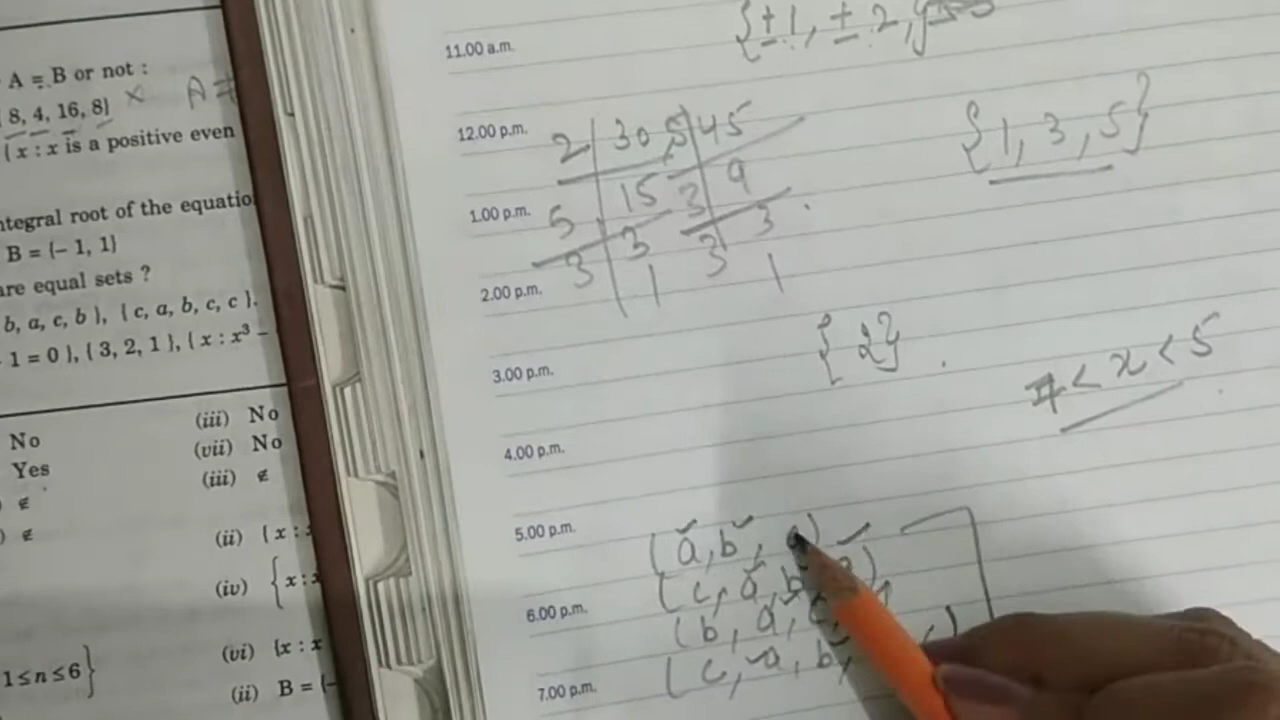 A = B or not :
8, 4, 16, 8} × A ≠
{x : x is a positive even
ntegral root of the equatio
B = {– 1, 1}
are equal sets ?
b, a, c, b }, { c, a, b, c, c }.
1 = 0 }, { 3, 2, 1 }, { x : x³ –
No (iii) No
Yes (vii) No
∉ (iii) ∉
∉ (ii) { x :
(iv) { x :
(vi) {x : x
1 ≤ n ≤ 6}
(ii) B = {–
{±1, ±2,
11.00 a.m.
12.00 p.m. 2 30 5 45
{1, 3, 5}
15 3 9
1.00 p.m. 5 3 3 3
2.00 p.m. 3 1 1
{2}
3.00 p.m.
< x < 5
4.00 p.m.
5.00 p.m. {a, b,
{c, a, b
6.00 p.m. {b, a, c,
{c, a, b,
7.00 p.m.